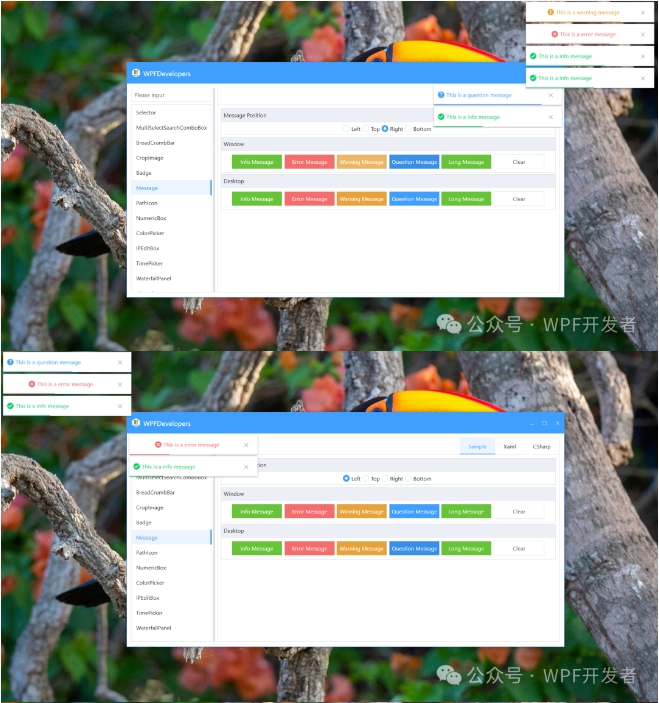 This is a warning message
This is a error message
This is a info message
This is a info message
WPFDevelopers
Please input
This is a question message
This is a info message
Selector
MultiSelectSearchComboBox
BreadCrumbBar
CropImage
Badge
Message
PathIcon
NumericBox
ColorPicker
IPEditBox
TimePicker
WaterfallPanel
Message Position
Left Top Right Bottom
Window
Info Message Error Message Warning Message Question Message Long Message Clear
Desktop
Info Message Error Message Warning Message Question Message Long Message Clear
公众号 · WPF开发者
This is a question message
This is a error message
This is a info message
WPFDevelopers
This is a error message
This is a info message
Sample Xaml CSharp
MultiSelectSearchComboBox
BreadCrumbBar
CropImage
Badge
Message
PathIcon
NumericBox
ColorPicker
IPEditBox
TimePicker
WaterfallPanel
Left Top Right Bottom
Window
Info Message Error Message Warning Message Question Message Long Message Clear
Desktop
Info Message Error Message Warning Message Question Message Long Message Clear
公众号 · WPF开发者